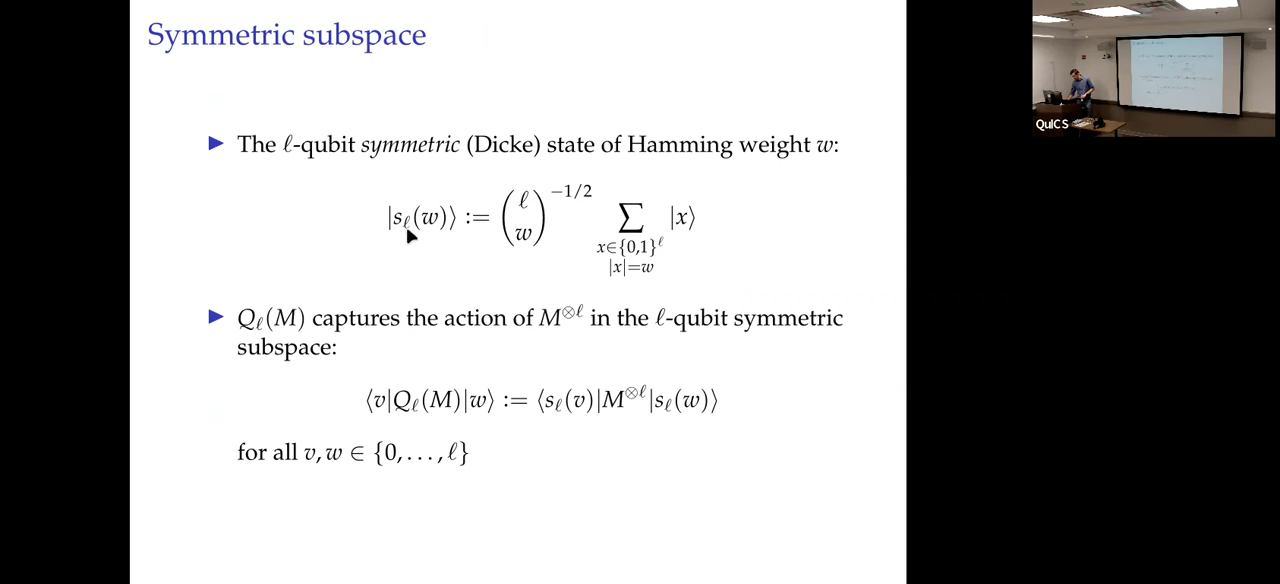 Symmetric subspace
▶ The ℓ-qubit symmetric (Dicke) state of Hamming weight w:
|s_ℓ(w)⟩ := (ℓ w)^{−1/2} ∑_{x∈{0,1}^ℓ |x|=w} |x⟩
▶ Q_ℓ(M) captures the action of M^{⊗ℓ} in the ℓ-qubit symmetric
subspace:
⟨v|Q_ℓ(M)|w⟩ := ⟨s_ℓ(v)|M^{⊗ℓ}|s_ℓ(w)⟩
for all v, w ∈ {0, . . . , ℓ}
QuICS